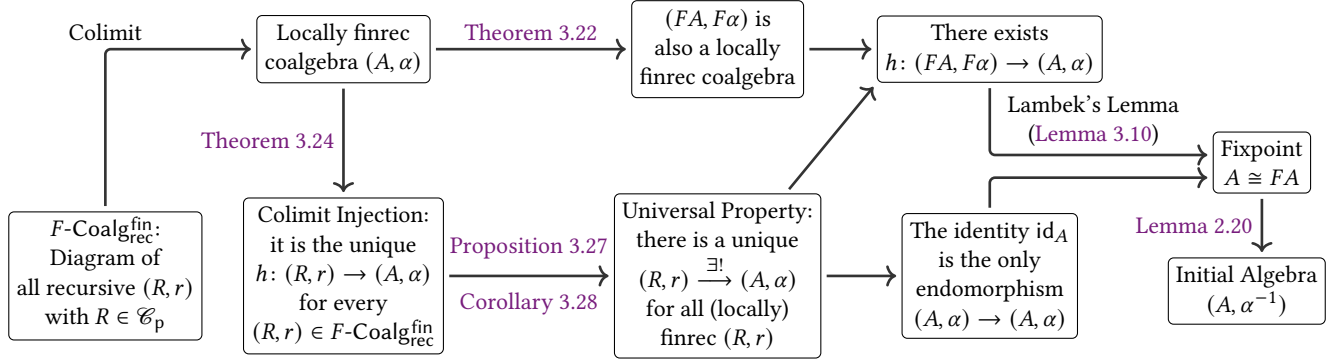 Colimit
Locally finrec
coalgebra (A, α)
Theorem 3.22
(FA, Fα) is
also a locally
finrec coalgebra
There exists
h: (FA, Fα) → (A, α)
Theorem 3.24
Lambek's Lemma
(Lemma 3.10)
Fixpoint
A ≅ FA
F-Coalg^fin_rec:
Diagram of
all recursive (R, r)
with R ∈ 𝒞_p
Colimit Injection:
it is the unique
h: (R, r) → (A, α)
for every
(R, r) ∈ F-Coalg^fin_rec
Proposition 3.27
Corollary 3.28
Universal Property:
there is a unique
(R, r) —∃!→ (A, α)
for all (locally)
finrec (R, r)
The identity id_A
is the only
endomorphism
(A, α) → (A, α)
Lemma 2.20
Initial Algebra
(A, α⁻¹)